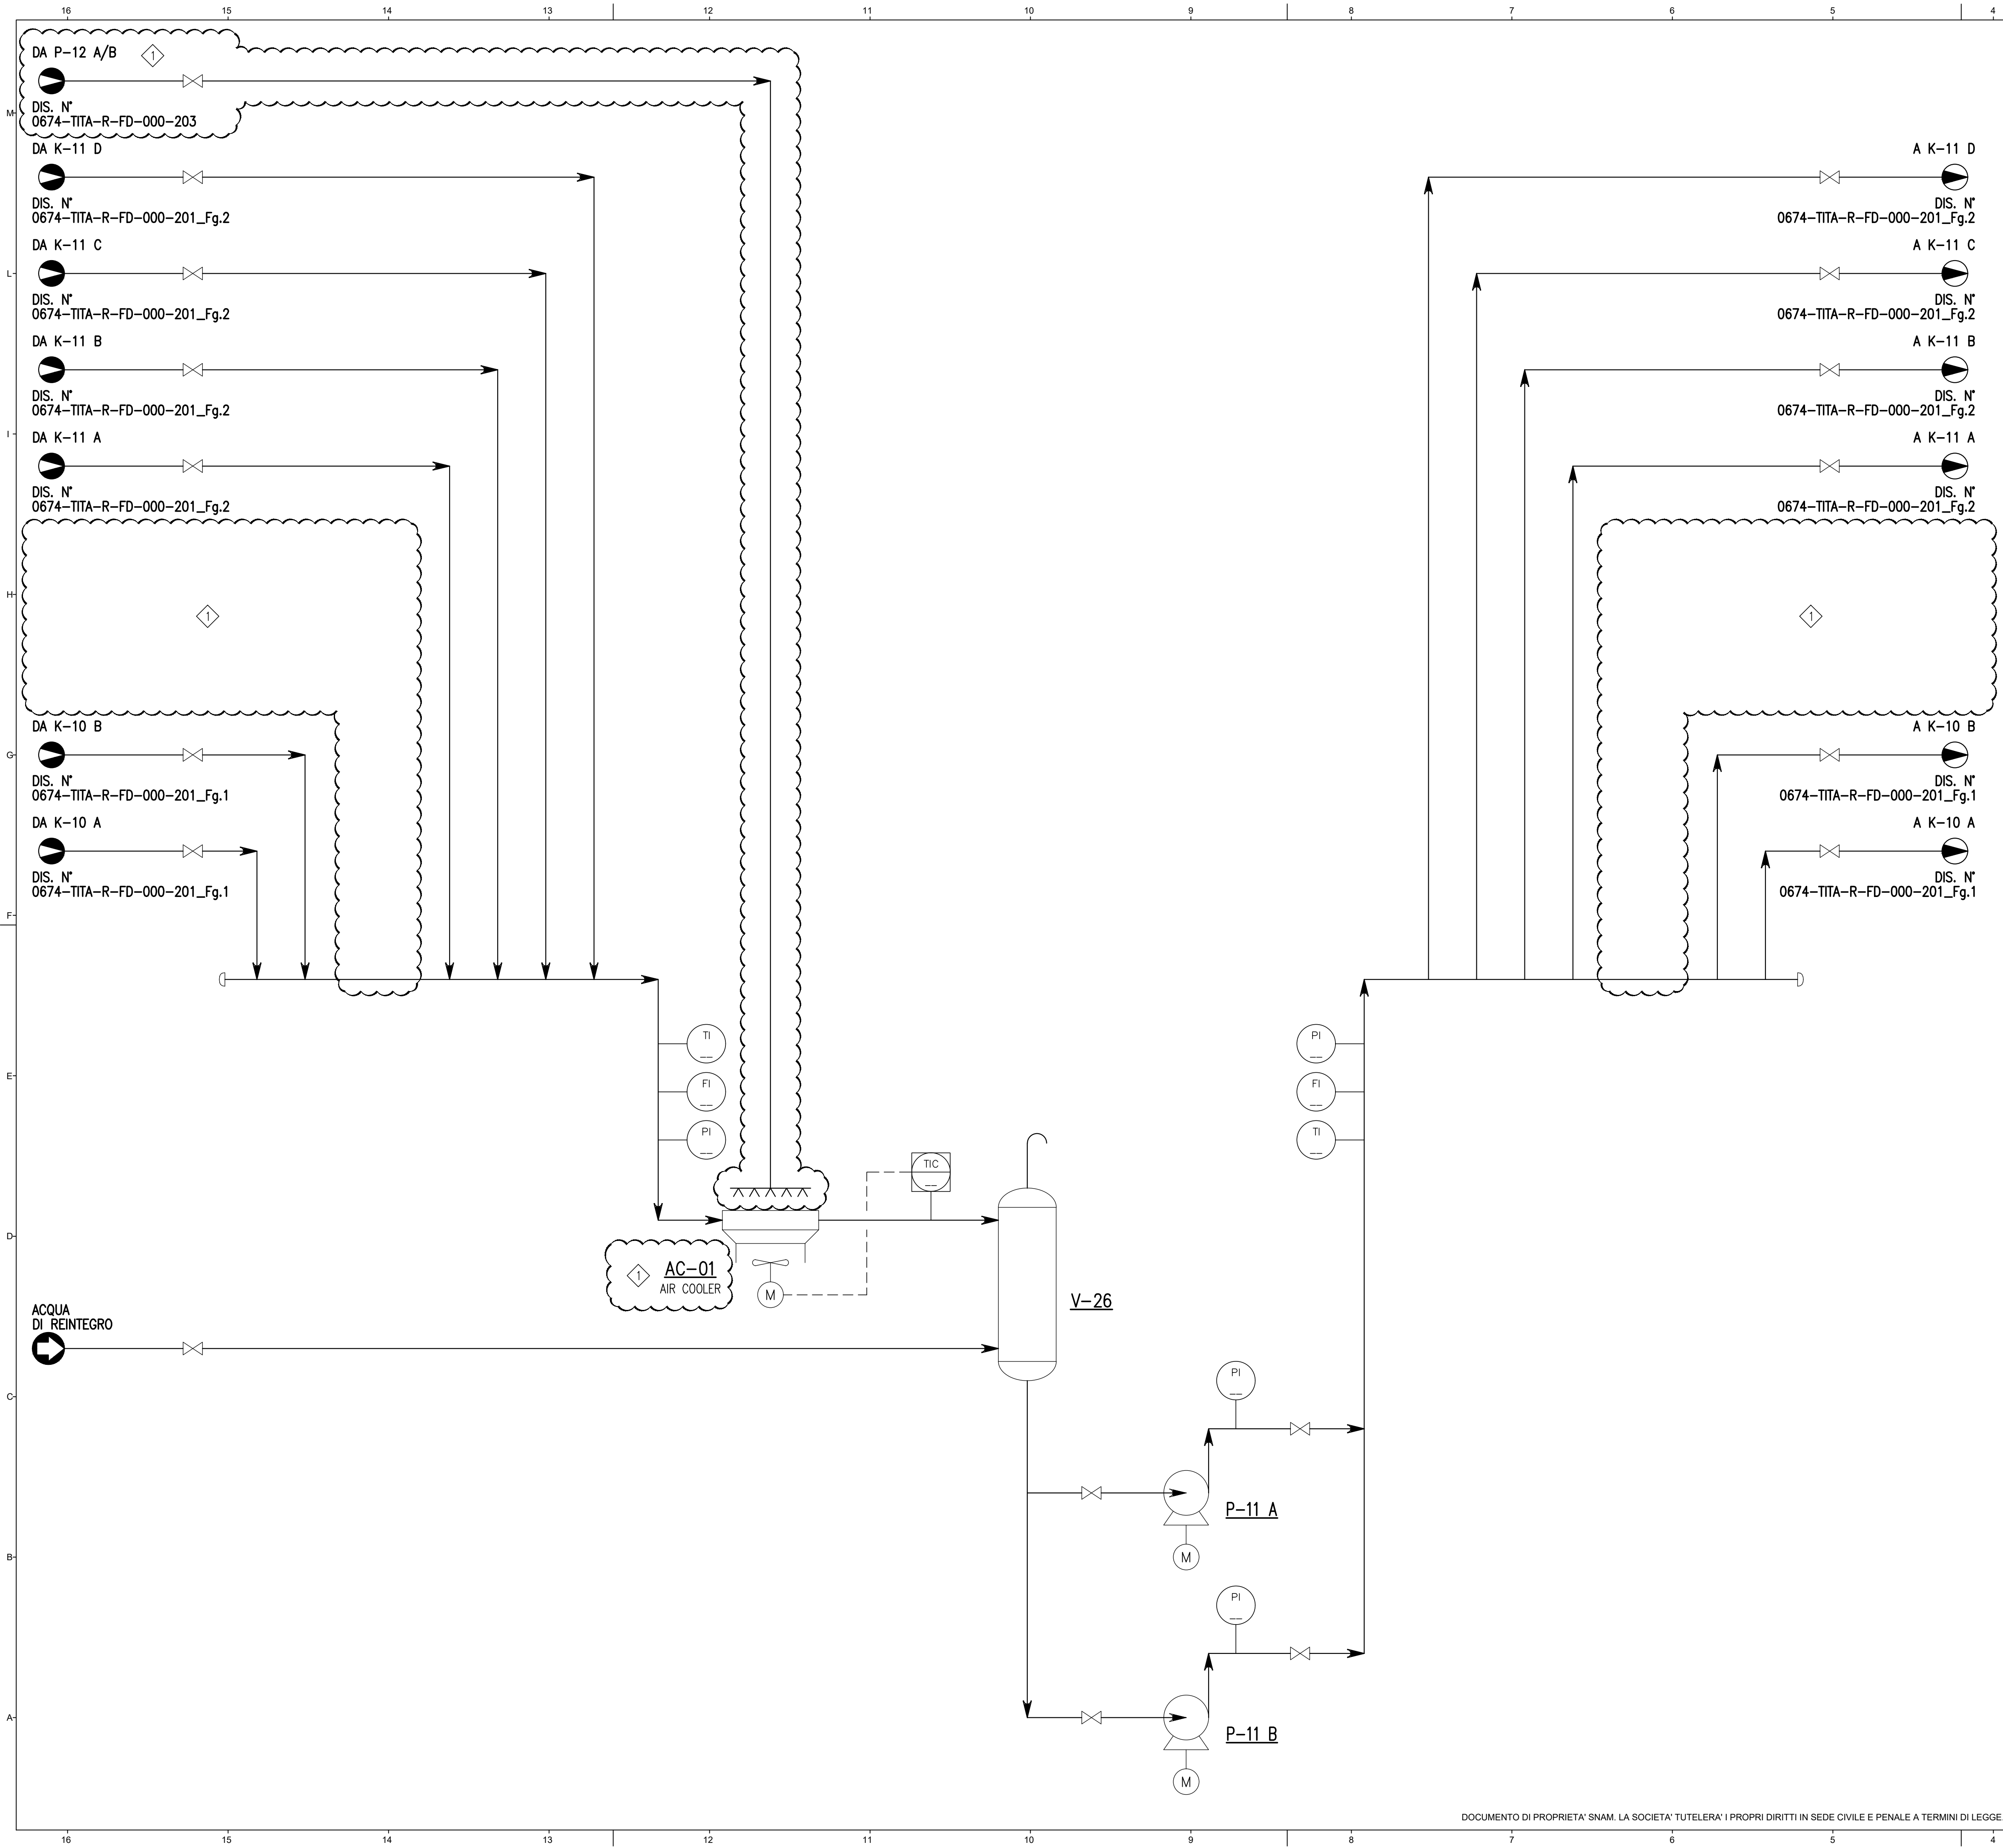 16 15 14 13 12 11 10 9 8 7 6 5 4
DA P-12 A/B
1
DIS. N°
0674-TITA-R-FD-000-203
M
DA K-11 D
DIS. N°
0674-TITA-R-FD-000-201_Fg.2
DA K-11 C
L
DIS. N°
0674-TITA-R-FD-000-201_Fg.2
DA K-11 B
DIS. N°
0674-TITA-R-FD-000-201_Fg.2
I
DA K-11 A
DIS. N°
0674-TITA-R-FD-000-201_Fg.2
H
1
DA K-10 B
G
DIS. N°
0674-TITA-R-FD-000-201_Fg.1
DA K-10 A
DIS. N°
0674-TITA-R-FD-000-201_Fg.1
F
A K-11 D
DIS. N°
0674-TITA-R-FD-000-201_Fg.2
A K-11 C
DIS. N°
0674-TITA-R-FD-000-201_Fg.2
A K-11 B
DIS. N°
0674-TITA-R-FD-000-201_Fg.2
A K-11 A
DIS. N°
0674-TITA-R-FD-000-201_Fg.2
1
A K-10 B
DIS. N°
0674-TITA-R-FD-000-201_Fg.1
A K-10 A
DIS. N°
0674-TITA-R-FD-000-201_Fg.1
TI
__
FI
__
PI
__
E
PI
__
FI
__
TI
__
TIC
__
D
1
AC-01
AIR COOLER
M
V-26
ACQUA
DI REINTEGRO
C
PI
__
P-11 A
M
B
PI
__
A
P-11 B
M
DOCUMENTO DI PROPRIETA' SNAM. LA SOCIETA' TUTELERA' I PROPRI DIRITTI IN SEDE CIVILE E PENALE A TERMINI DI LEGGE
16 15 14 13 12 11 10 9 8 7 6 5 4